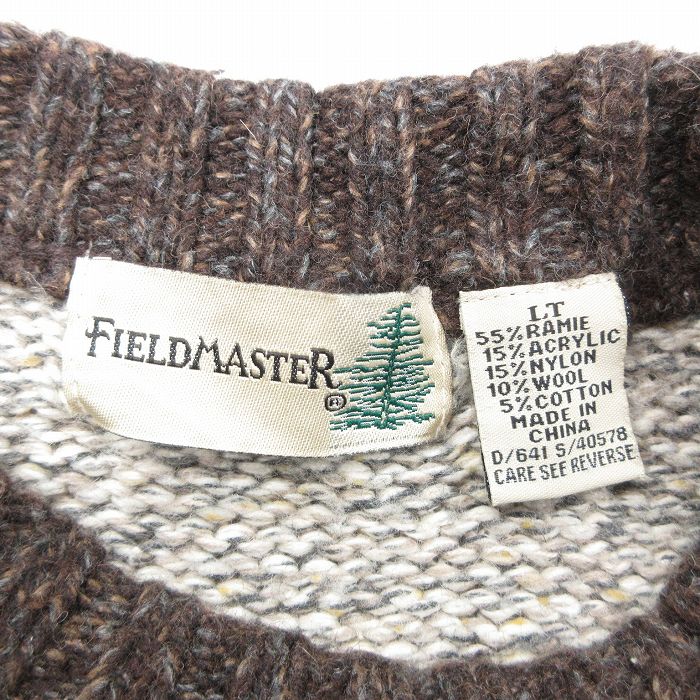 FIELDMASTER
®
LT
55% RAMIE
15% ACRYLIC
15% NYLON
10% WOOL
5% COTTON
MADE IN
CHINA
D/641 S/40578
CARE SEE REVERSE